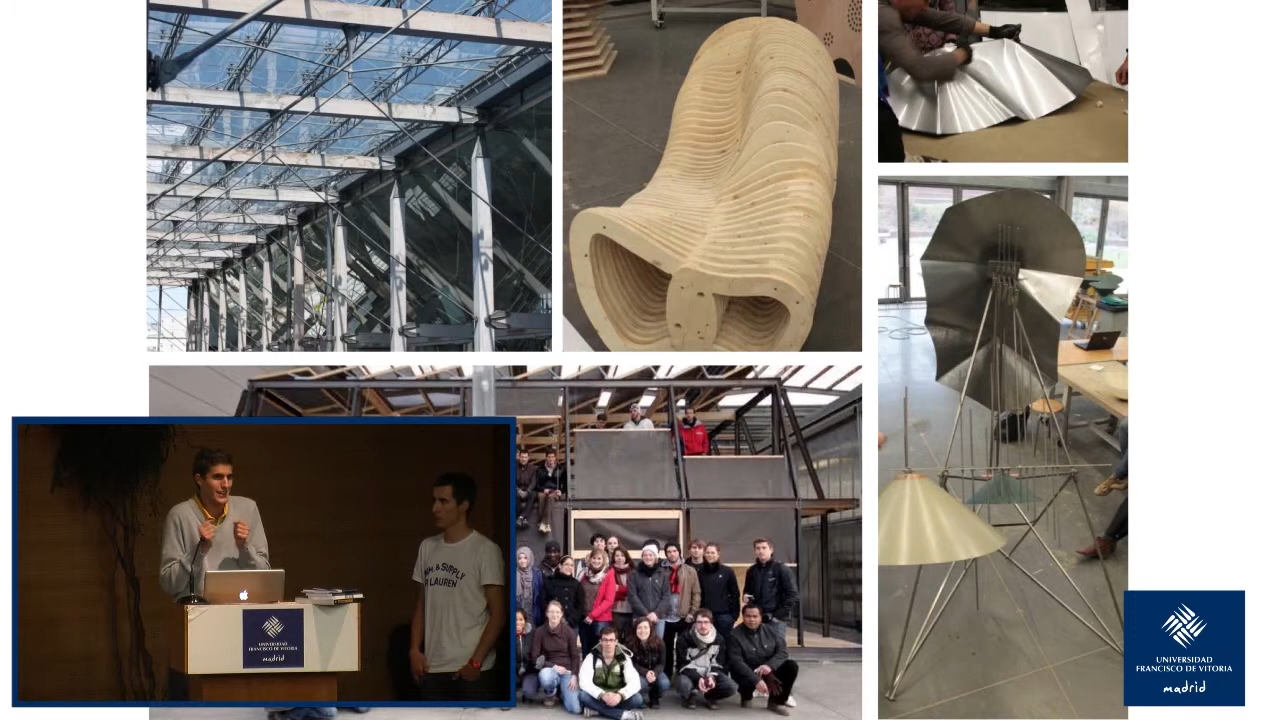 & SUPPLY
LAUREN
UNIVERSIDAD
FRANCISCO DE VITORIA
madrid
UNIVERSIDAD
FRANCISCO DE VITORIA
madrid